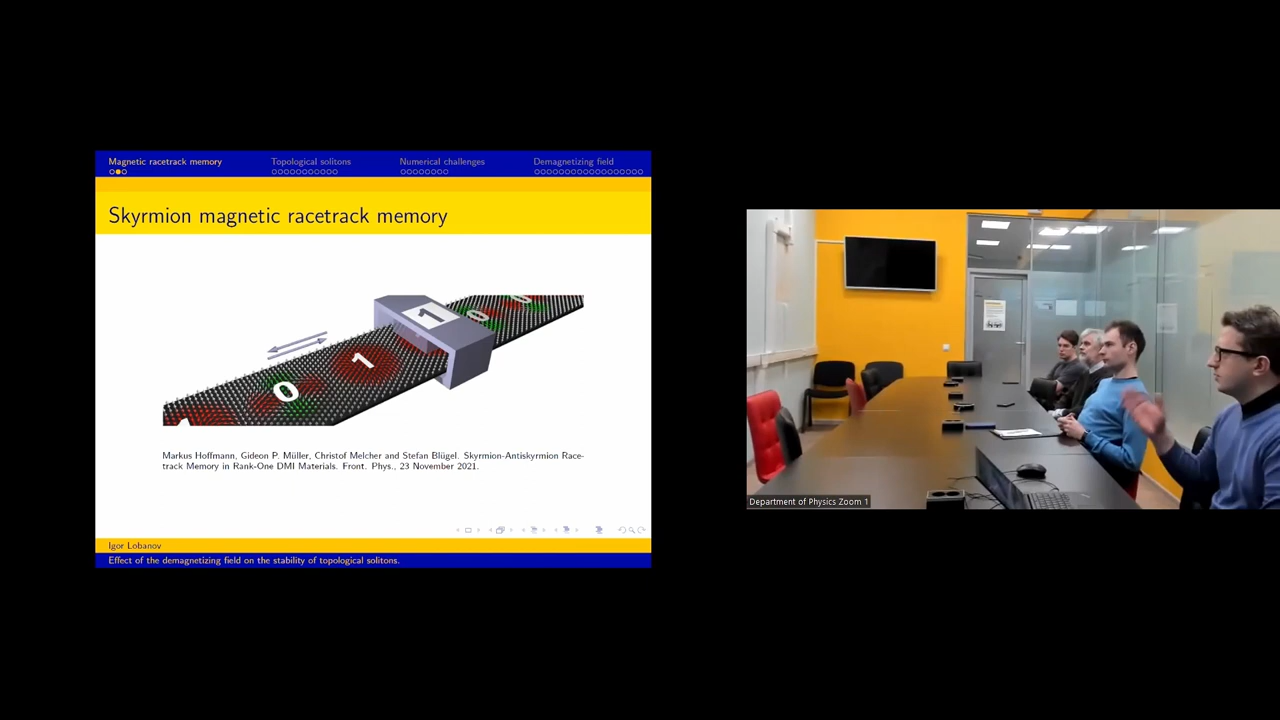 Magnetic racetrack memory
Topological solitons
Numerical challenges
Demagnetizing field
Skyrmion magnetic racetrack memory
1
0
1
0
Markus Hoffmann, Gideon P. Müller, Christof Melcher and Stefan Blügel. Skyrmion-Antiskyrmion Race-
track Memory in Rank-One DMI Materials. Front. Phys., 23 November 2021.
Igor Lobanov
Effect of the demagnetizing field on the stability of topological solitons.
Department of Physics Zoom 1